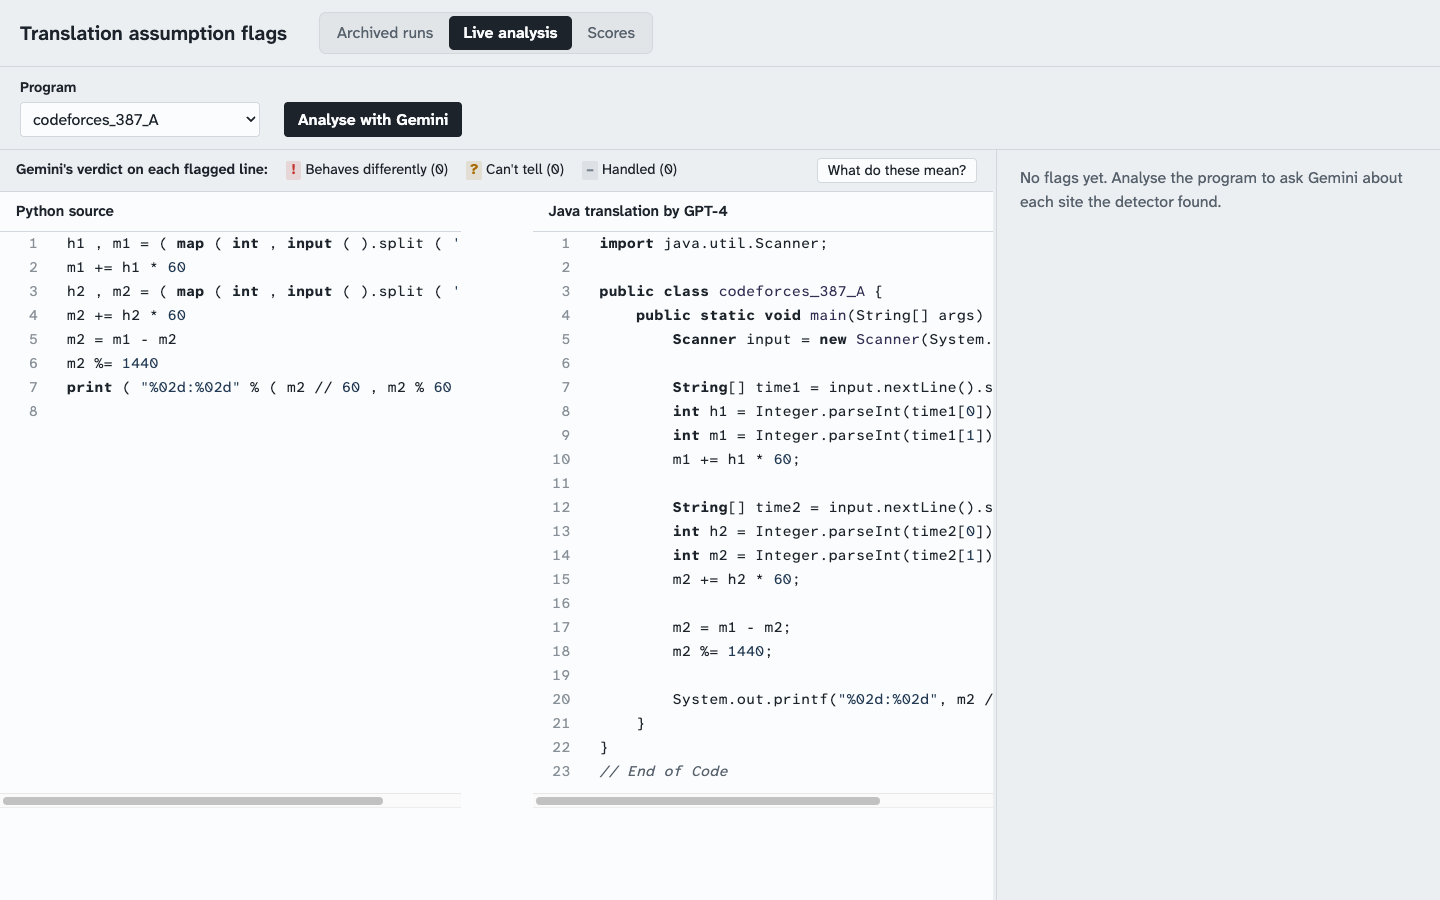 Translation assumption flags
Archived runs
Live analysis
Scores
Program
codeforces_387_A
Analyse with Gemini
Gemini's verdict on each flagged line:
! Behaves differently (0)
? Can't tell (0)
– Handled (0)
What do these mean?
Python source
1 h1 , m1 = ( map ( int , input ( ).split ( '
2 m1 += h1 * 60
3 h2 , m2 = ( map ( int , input ( ).split ( '
4 m2 += h2 * 60
5 m2 = m1 - m2
6 m2 %= 1440
7 print ( "%02d:%02d" % ( m2 // 60 , m2 % 60
8
Java translation by GPT-4
1 import java.util.Scanner;
2
3 public class codeforces_387_A {
4 public static void main(String[] args)
5 Scanner input = new Scanner(System.
6
7 String[] time1 = input.nextLine().s
8 int h1 = Integer.parseInt(time1[0])
9 int m1 = Integer.parseInt(time1[1])
10 m1 += h1 * 60;
11
12 String[] time2 = input.nextLine().s
13 int h2 = Integer.parseInt(time2[0])
14 int m2 = Integer.parseInt(time2[1])
15 m2 += h2 * 60;
16
17 m2 = m1 - m2;
18 m2 %= 1440;
19
20 System.out.printf("%02d:%02d", m2 /
21 }
22 }
23 // End of Code
No flags yet. Analyse the program to ask Gemini about
each site the detector found.